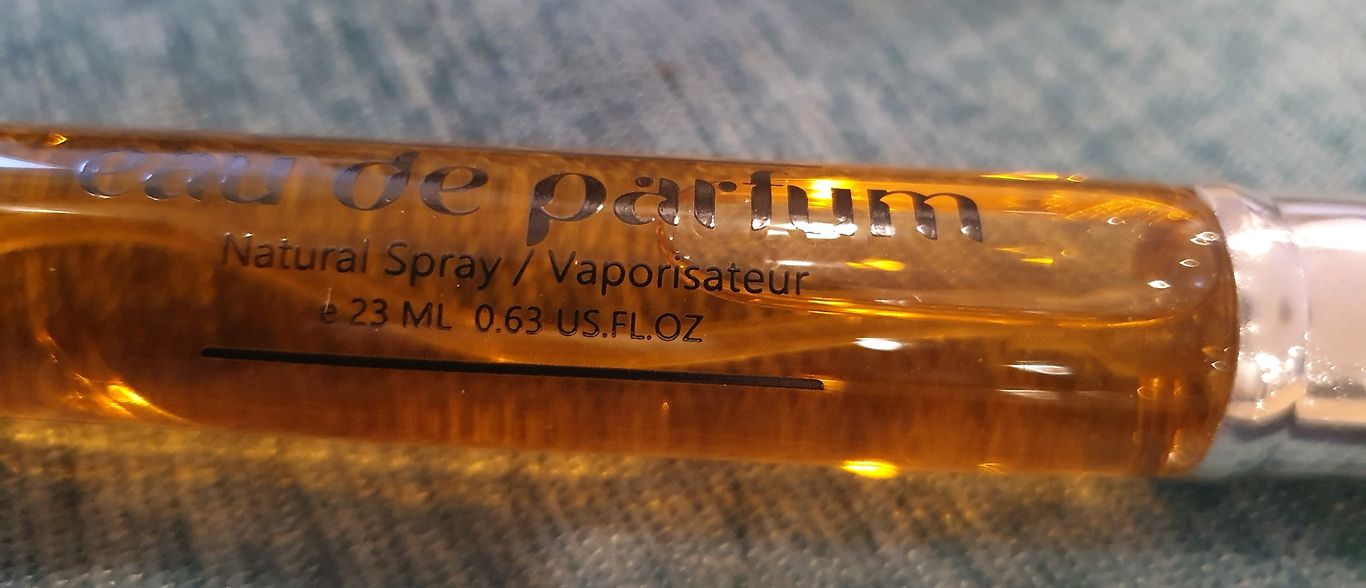 eau de parfum
Natural Spray / Vaporisateur
e 23 ML 0.63 US.FL.OZ